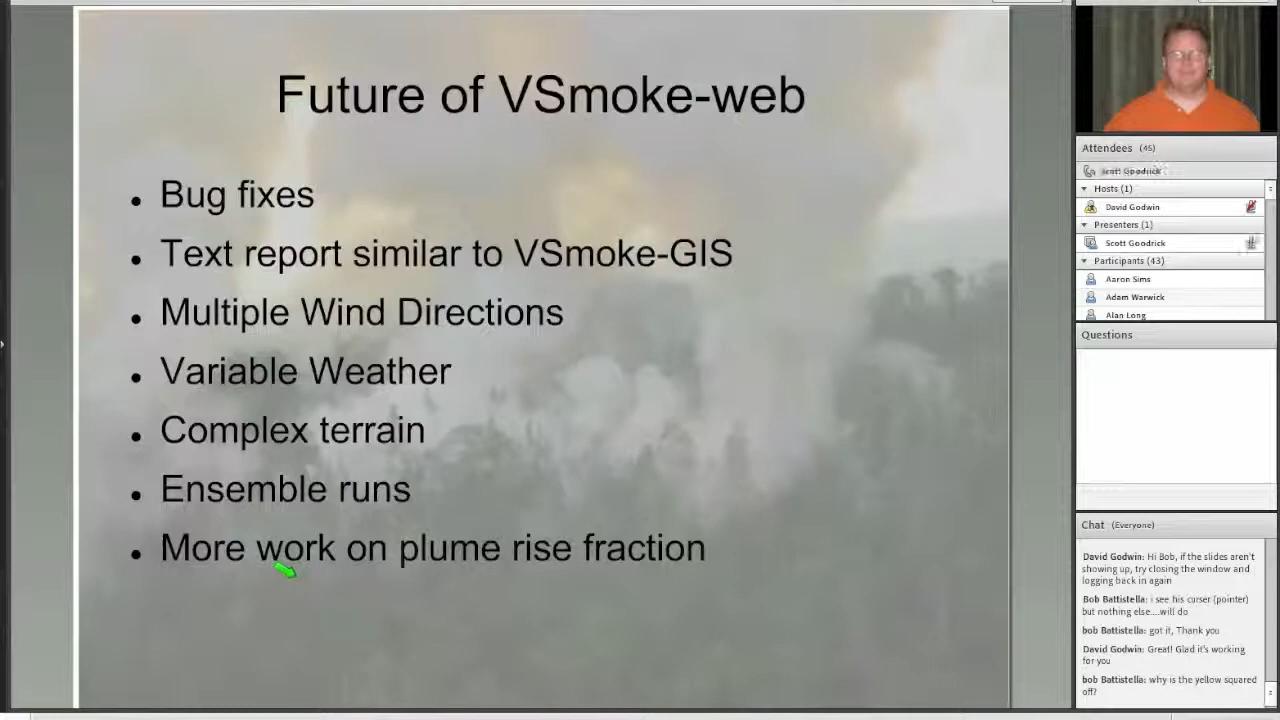 Future of VSmoke-web
Bug fixes
Text report similar to VSmoke-GIS
Multiple Wind Directions
Variable Weather
Complex terrain
Ensemble runs
More work on plume rise fraction
Attendees (45)
Scott Goodrick
Hosts (1)
David Godwin
Presenters (1)
Scott Goodrick
Participants (43)
Aaron Sims
Adam Warwick
Alan Long
Questions
Chat (Everyone)
David Godwin: Hi Bob, if the slides aren't
showing up, try closing the window and
logging back in again
Bob Battistella: i see his curser (pointer)
but nothing else....will do
bob Battistella: got it, Thank you
David Godwin: Great! Glad it's working
for you
bob Battistella: why is the yellow squared
off?